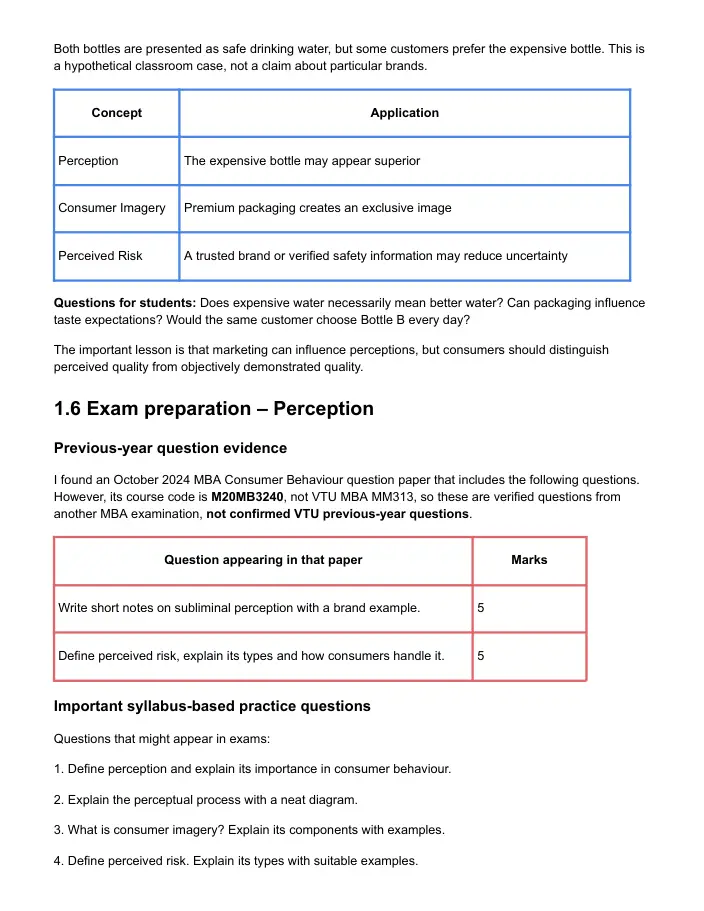 Both bottles are presented as safe drinking water, but some customers prefer the expensive bottle. This is
a hypothetical classroom case, not a claim about particular brands.
Concept Application
Perception The expensive bottle may appear superior
Consumer Imagery Premium packaging creates an exclusive image
Perceived Risk A trusted brand or verified safety information may reduce uncertainty
Questions for students: Does expensive water necessarily mean better water? Can packaging influence
taste expectations? Would the same customer choose Bottle B every day?
The important lesson is that marketing can influence perceptions, but consumers should distinguish
perceived quality from objectively demonstrated quality.
1.6 Exam preparation – Perception
Previous-year question evidence
I found an October 2024 MBA Consumer Behaviour question paper that includes the following questions.
However, its course code is M20MB3240, not VTU MBA MM313, so these are verified questions from
another MBA examination, not confirmed VTU previous-year questions.
Question appearing in that paper Marks
Write short notes on subliminal perception with a brand example. 5
Define perceived risk, explain its types and how consumers handle it. 5
Important syllabus-based practice questions
Questions that might appear in exams:
1. Define perception and explain its importance in consumer behaviour.
2. Explain the perceptual process with a neat diagram.
3. What is consumer imagery? Explain its components with examples.
4. Define perceived risk. Explain its types with suitable examples.